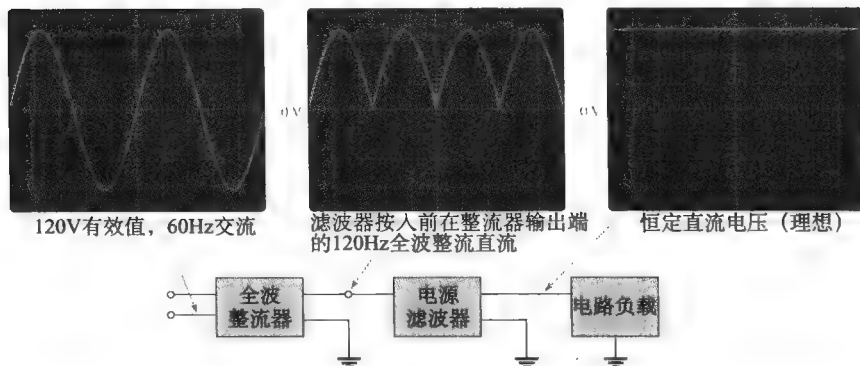 0V
0V
120V有效值，60Hz交流
滤波器按入前在整流器输出端
的120Hz全波整流直流
恒定直流电压（理想）
全波
整流器
电源
滤波器
电路负载